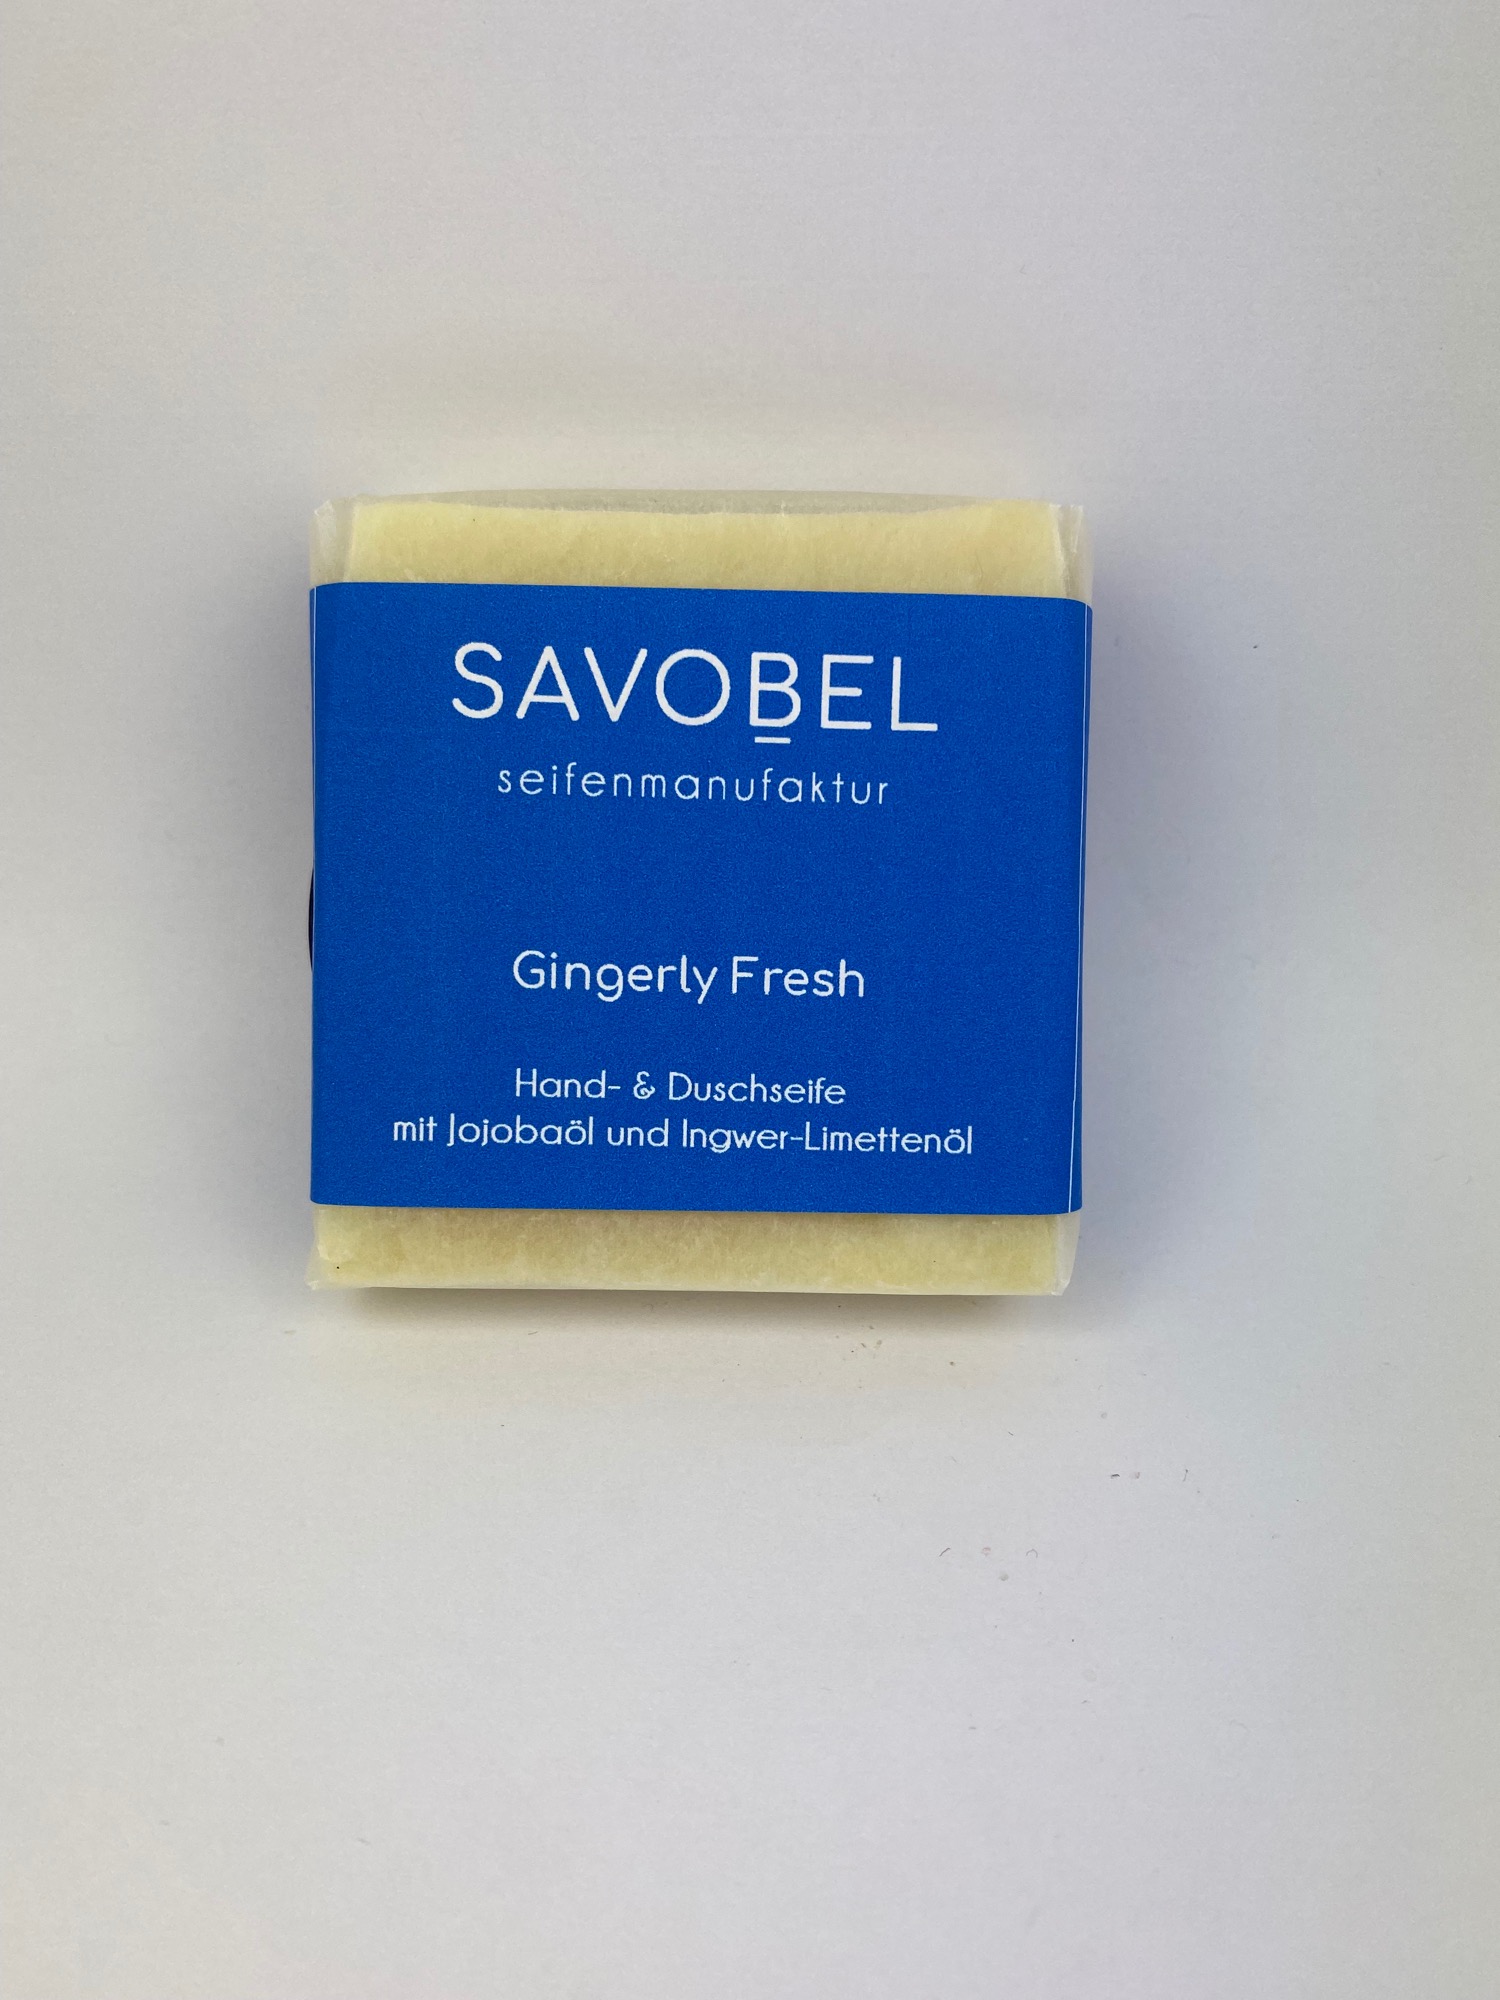 SAVOBEL
seifenmanufaktur
Gingerly Fresh
Hand- & Duschseife
mit Jojobaöl und Ingwer-Limettenöl